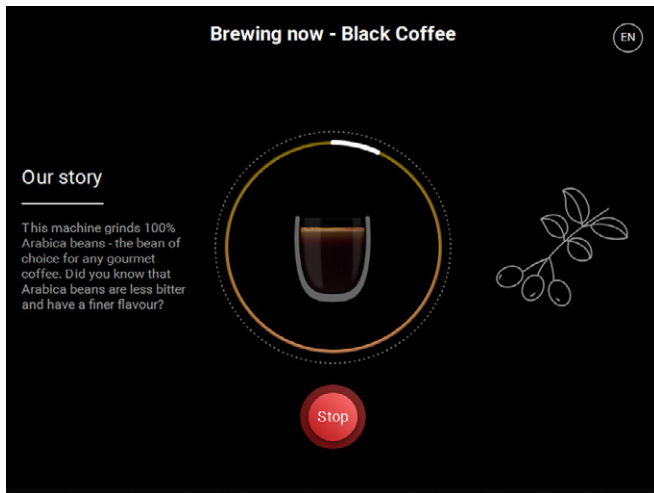 Brewing now - Black Coffee
EN
Our story
This machine grinds 100%
Arabica beans - the bean of
choice for any gourmet
coffee. Did you know that
Arabica beans are less bitter
and have a finer flavour?
Stop